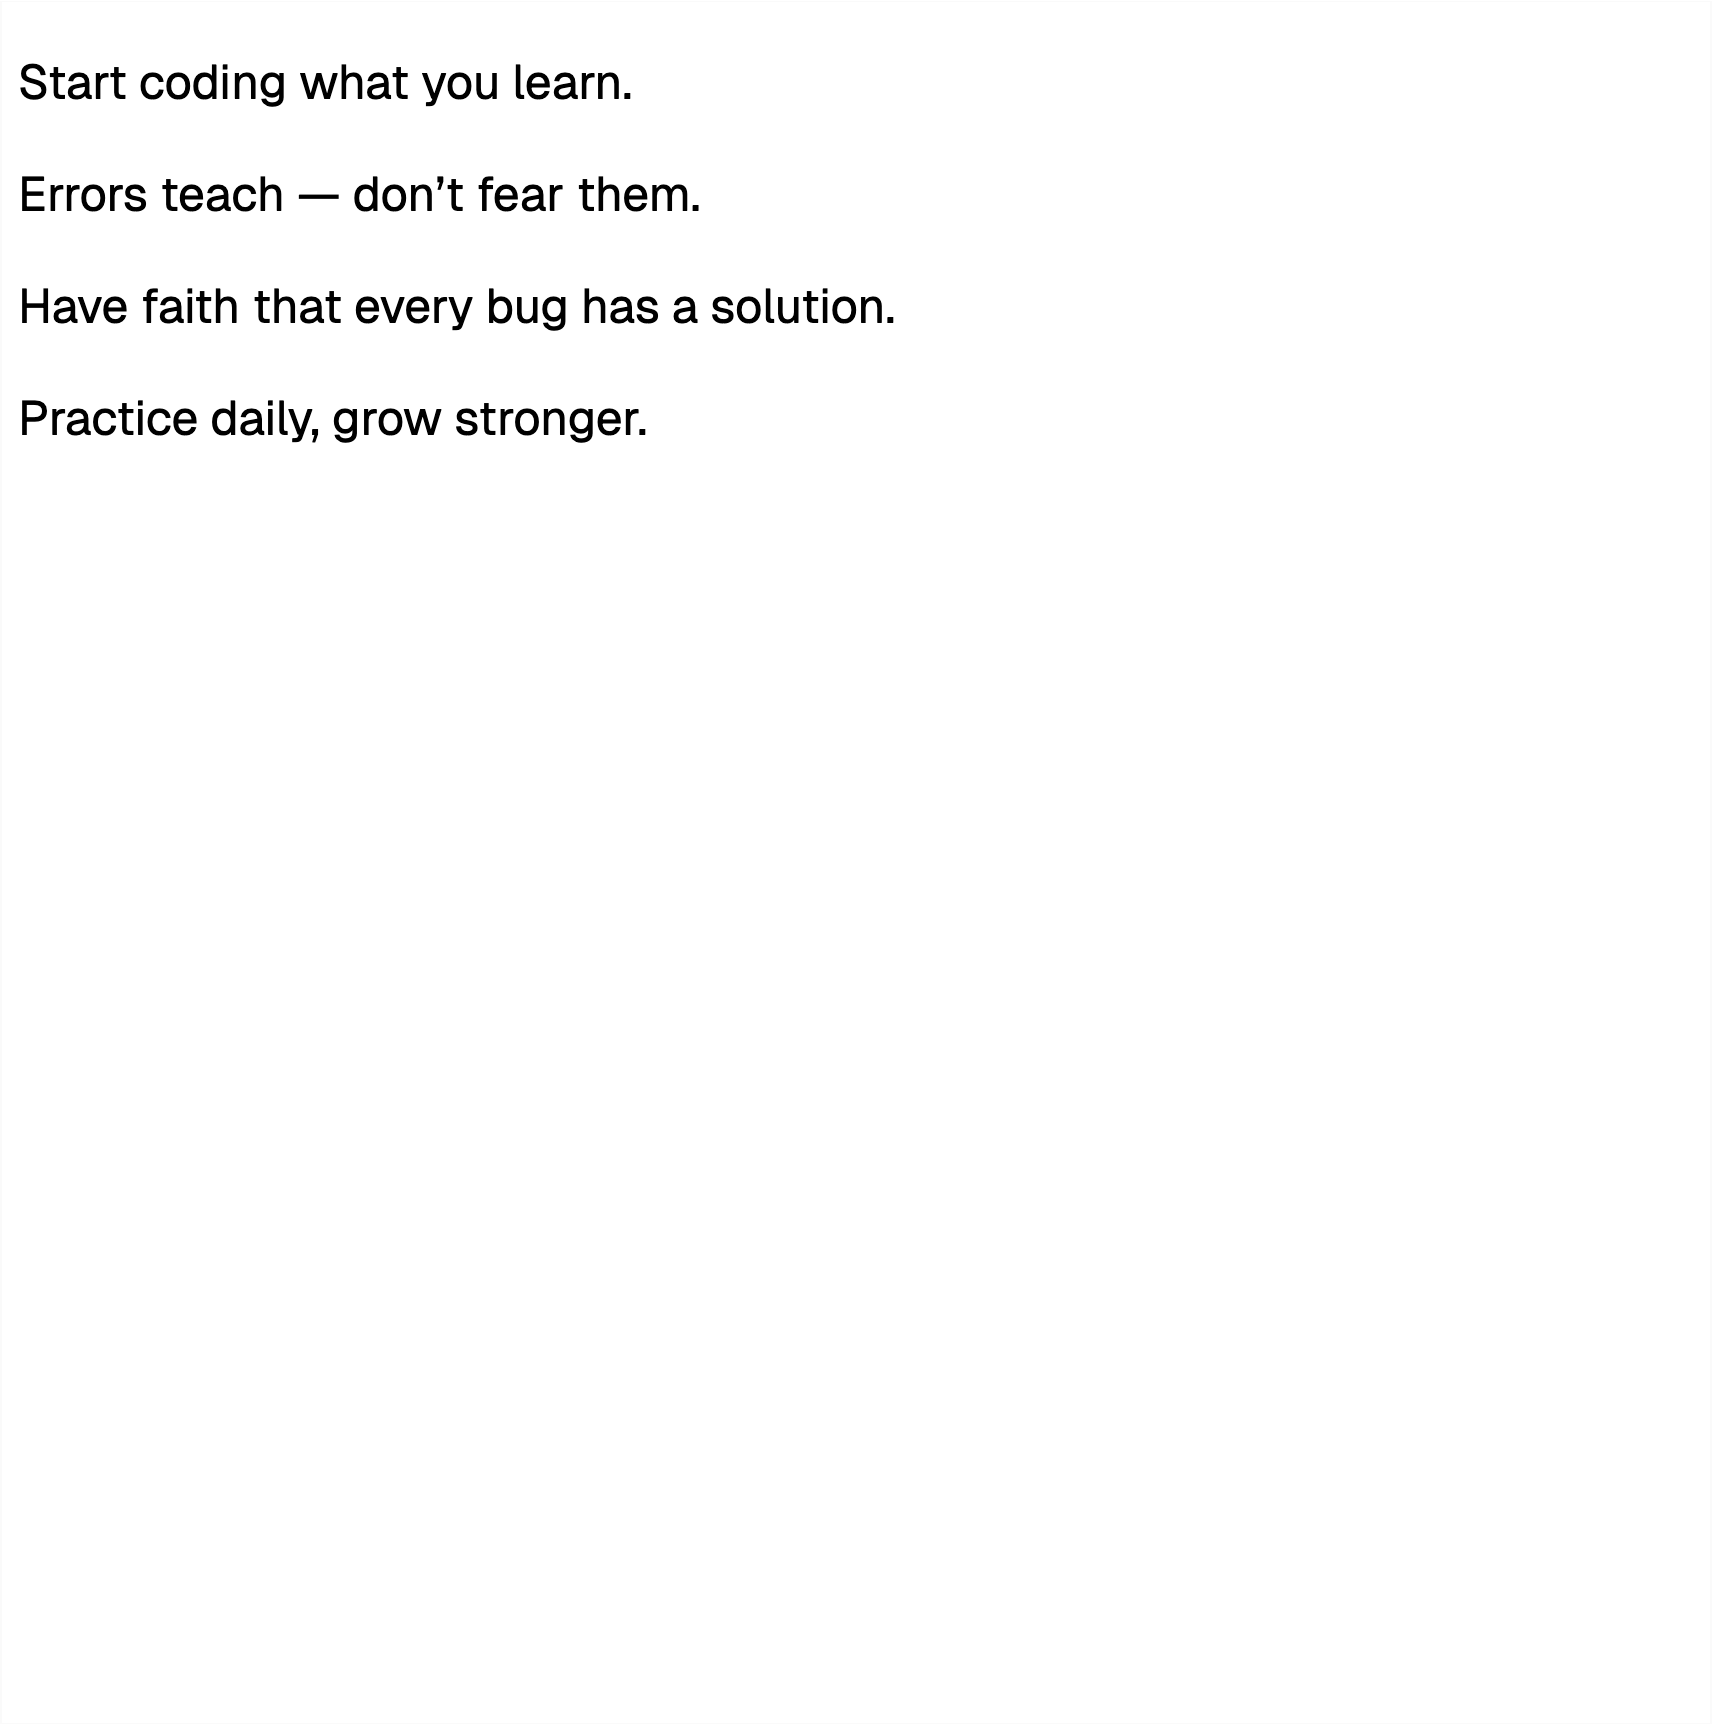 Start coding what you learn.
Errors teach — don’t fear them.
Have faith that every bug has a solution.
Practice daily, grow stronger.